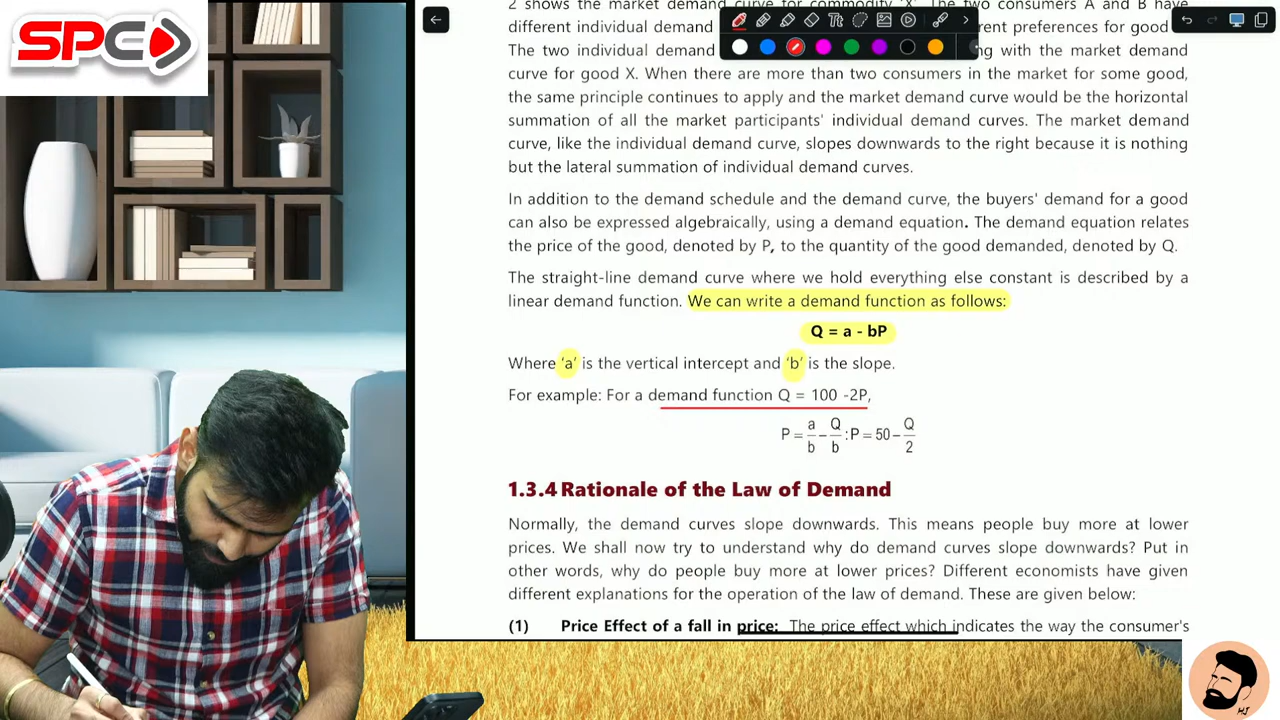 SPC
2 shows the market demand curve for commodity 'X'. The two consumers A and B have
different individual demand rent preferences for good
The two individual demand ng with the market demand
curve for good X. When there are more than two consumers in the market for some good,
the same principle continues to apply and the market demand curve would be the horizontal
summation of all the market participants' individual demand curves. The market demand
curve, like the individual demand curve, slopes downwards to the right because it is nothing
but the lateral summation of individual demand curves.
In addition to the demand schedule and the demand curve, the buyers' demand for a good
can also be expressed algebraically, using a demand equation. The demand equation relates
the price of the good, denoted by P, to the quantity of the good demanded, denoted by Q.
The straight-line demand curve where we hold everything else constant is described by a
linear demand function. We can write a demand function as follows:
Q = a - bP
Where 'a' is the vertical intercept and 'b' is the slope.
For example: For a demand function Q = 100 -2P,
P = a/b − Q/b : P = 50 − Q/2
1.3.4 Rationale of the Law of Demand
Normally, the demand curves slope downwards. This means people buy more at lower
prices. We shall now try to understand why do demand curves slope downwards? Put in
other words, why do people buy more at lower prices? Different economists have given
different explanations for the operation of the law of demand. These are given below:
(1) Price Effect of a fall in price: The price effect which indicates the way the consumer's
HJ